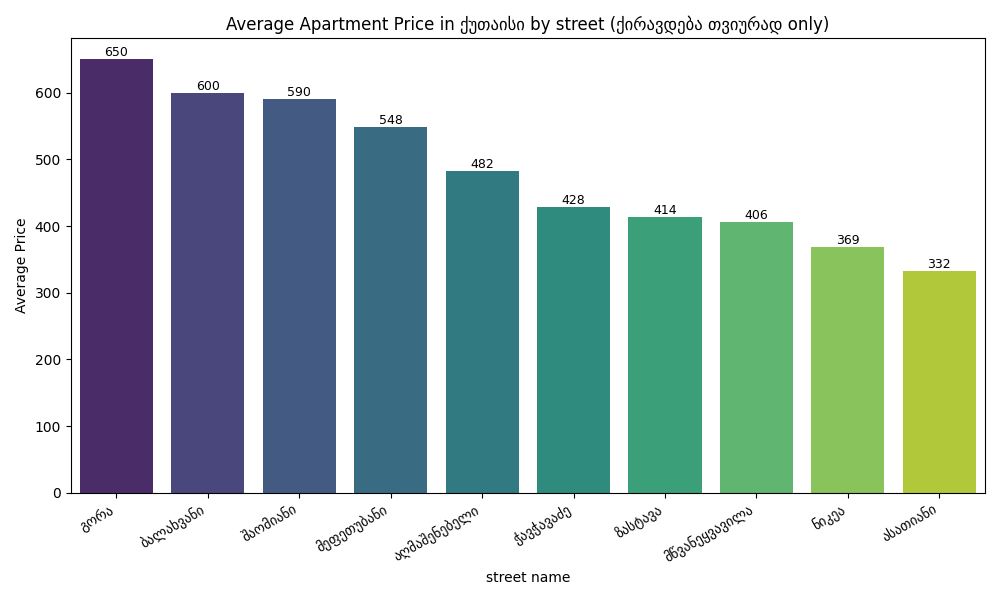 Average Apartment Price in ქუთაისი by street (ქირავდება თვიურად only)
650
600
590
548
482
428
414
406
369
332
600
500
400
300
200
100
0
Average Price
გორა
ბალახვანი
შაოშიანი
მეფეთუბანი
აღმაშენებელი
ჭავჭავაძე
ზასტავა
მწვანეყვავილა
ნიკეა
ასათიანი
street name